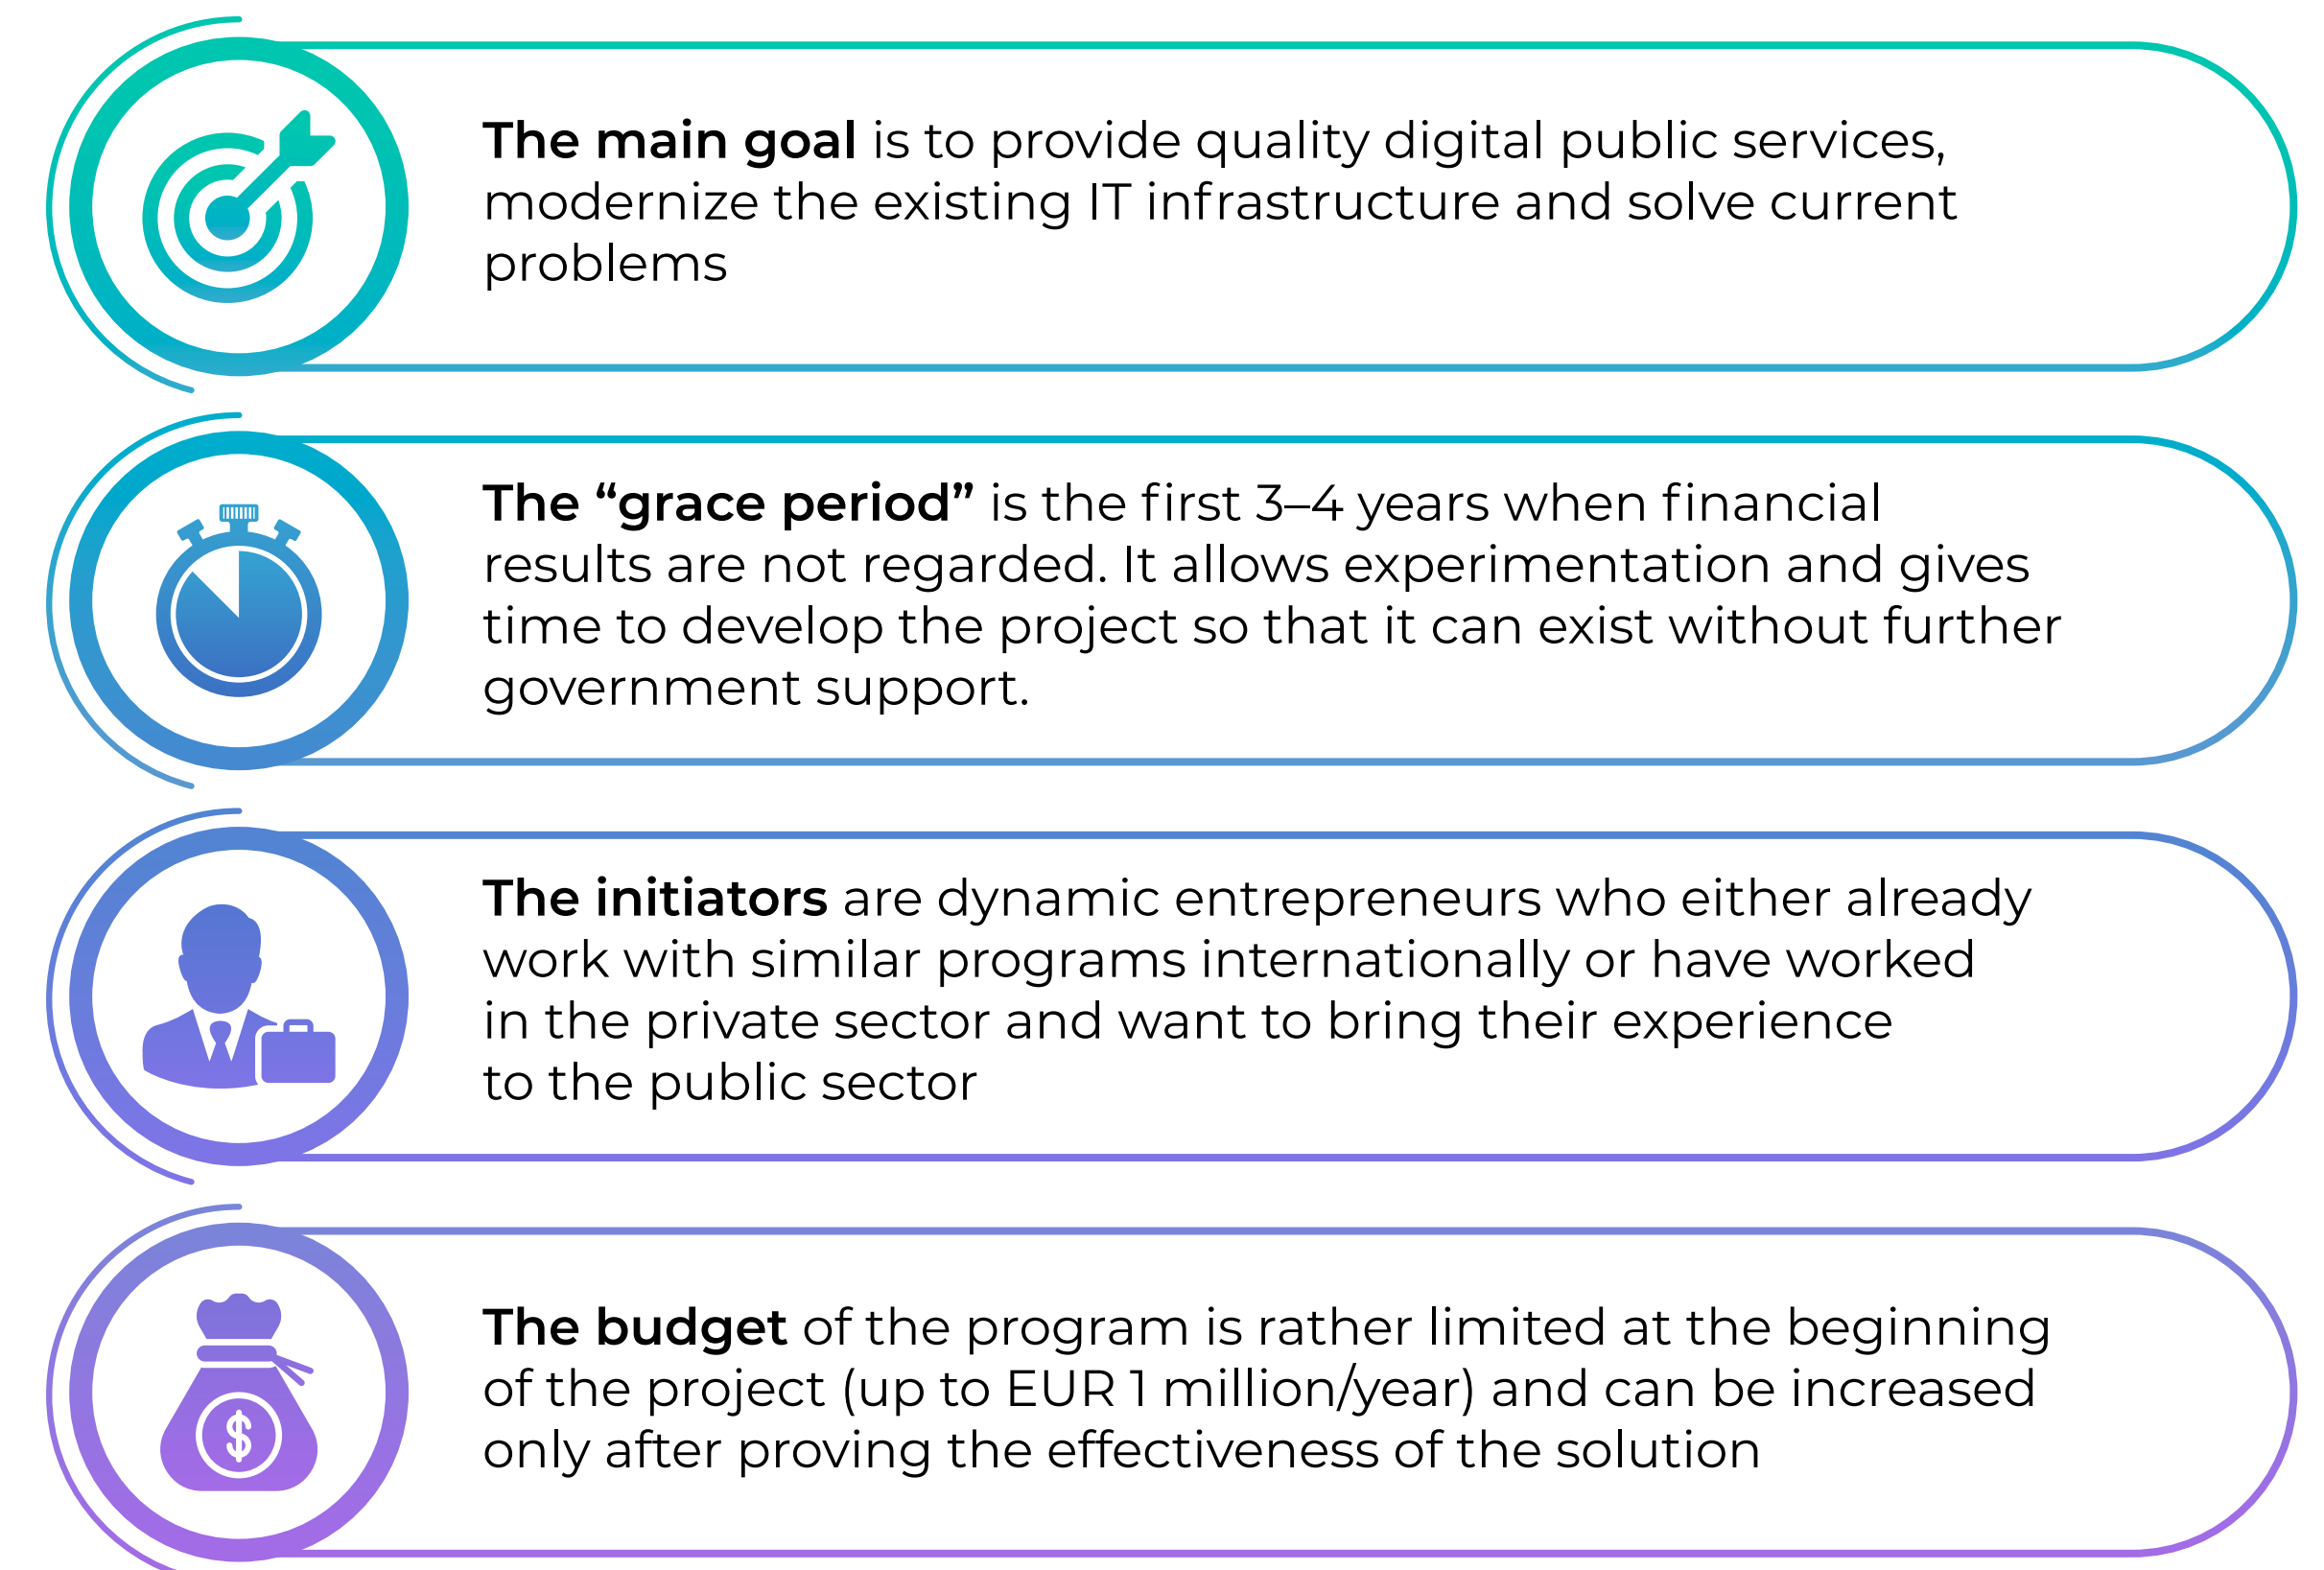 The main goal is to provide quality digital public services,
modernize the existing IT infrastructure and solve current
problems
The “grace period” is the first 3–4 years when financial
results are not regarded. It allows experimentation and gives
time to develop the project so that it can exist without further
government support.
The initiators are dynamic entrepreneurs who either already
work with similar programs internationally or have worked
in the private sector and want to bring their experience
to the public sector
The budget of the program is rather limited at the beginning
of the project (up to EUR 1 million/year) and can be increased
only after proving the effectiveness of the solution
$